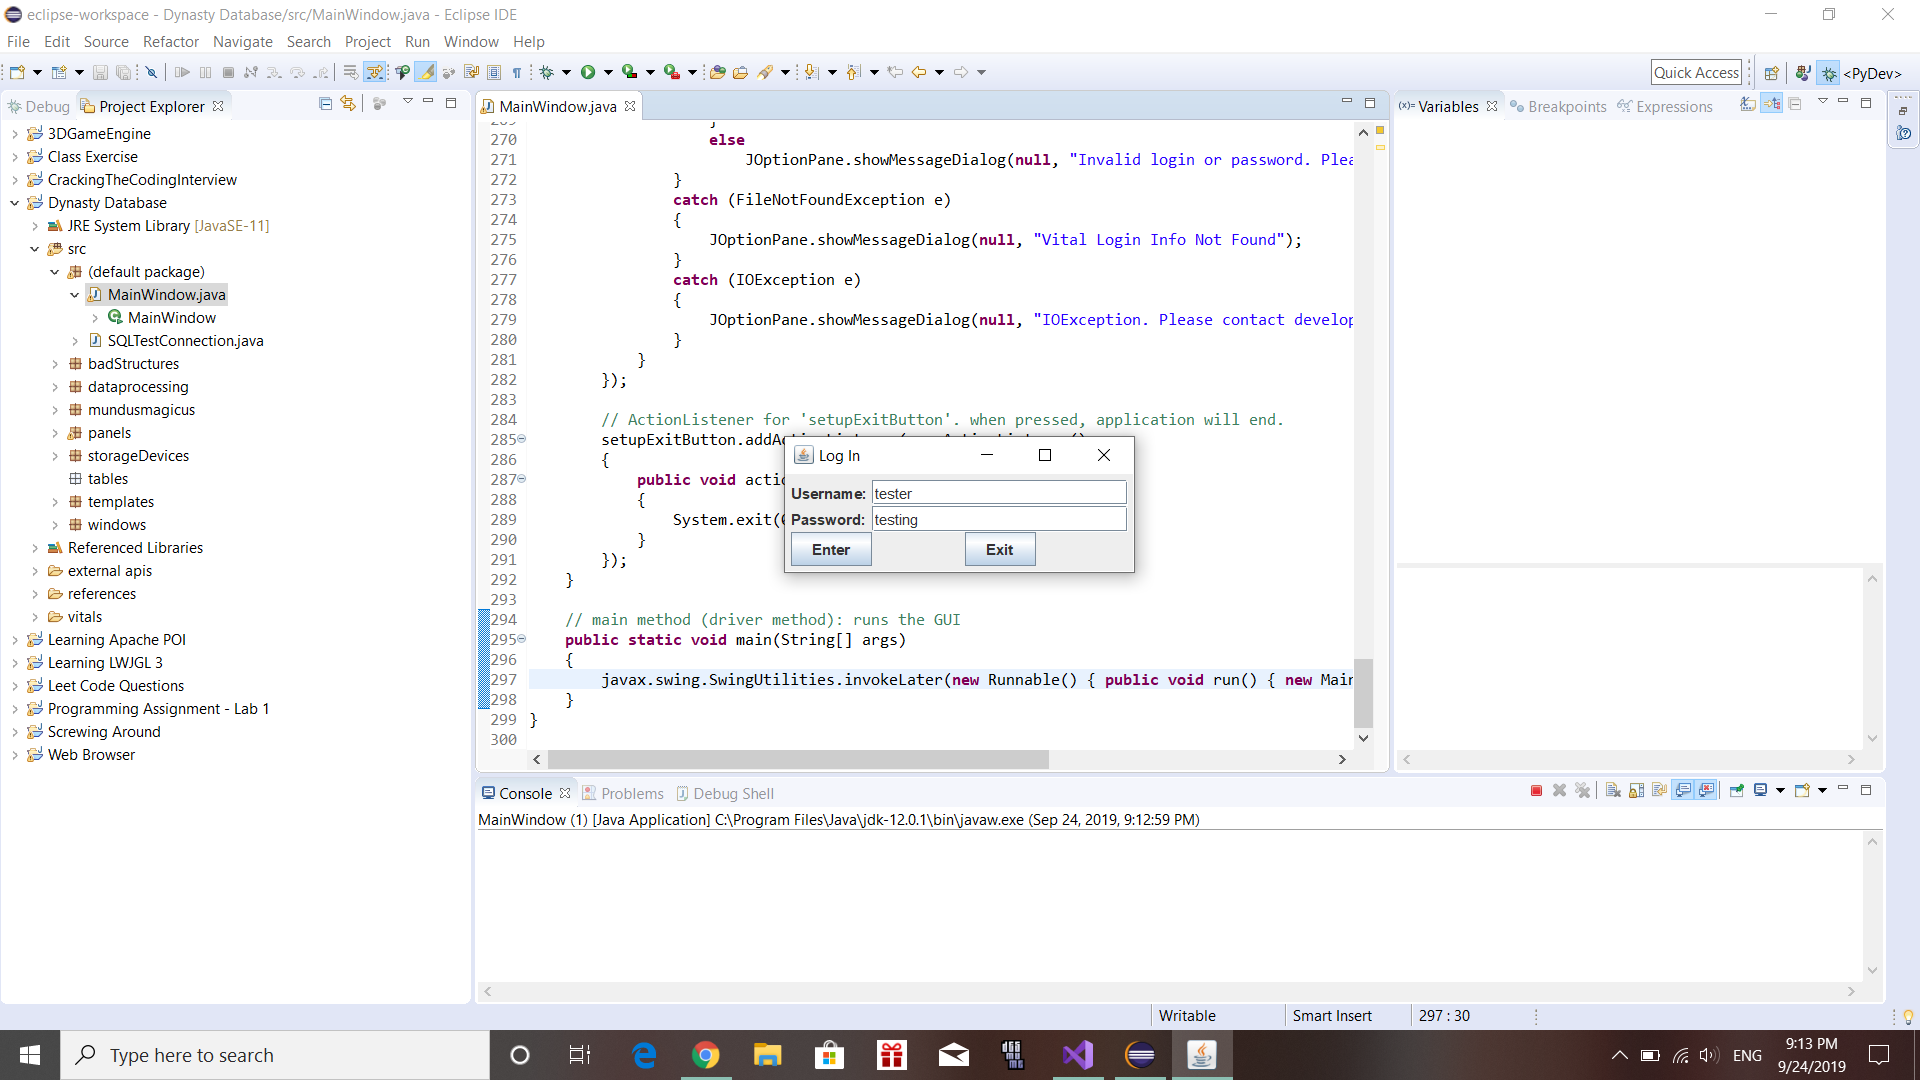 eclipse-workspace - Dynasty Database/src/MainWindow.java - Eclipse IDE
File Edit Source Refactor Navigate Search Project Run Window Help
Quick Access
<PyDev>
Debug
Project Explorer
3DGameEngine
Class Exercise
CrackingTheCodingInterview
Dynasty Database
JRE System Library [JavaSE-11]
src
(default package)
MainWindow.java
MainWindow
SQLTestConnection.java
badStructures
dataprocessing
mundusmagicus
panels
storageDevices
tables
templates
windows
Referenced Libraries
external apis
references
vitals
Learning Apache POI
Learning LWJGL 3
Leet Code Questions
Programming Assignment - Lab 1
Screwing Around
Web Browser
MainWindow.java
270 else
271 JOptionPane.showMessageDialog(null, "Invalid login or password. Plea
272 }
273 catch (FileNotFoundException e)
274 {
275 JOptionPane.showMessageDialog(null, "Vital Login Info Not Found");
276 }
277 catch (IOException e)
278 {
279 JOptionPane.showMessageDialog(null, "IOException. Please contact develop
280 }
281 }
282 });
283
284 // ActionListener for 'setupExitButton'. when pressed, application will end.
285 setupExitButton.addA
286 {
287 public void actio
288 {
289 System.exit(
290 }
291 });
292 }
293
294 // main method (driver method): runs the GUI
295 public static void main(String[] args)
296 {
297 javax.swing.SwingUtilities.invokeLater(new Runnable() { public void run() { new Main
298 }
299 }
300
Log In
Username: tester
Password: testing
Enter Exit
(x)= Variables Breakpoints Expressions
Console Problems Debug Shell
MainWindow (1) [Java Application] C:\Program Files\Java\jdk-12.0.1\bin\javaw.exe (Sep 24, 2019, 9:12:59 PM)
Writable Smart Insert 297 : 30
Type here to search
ENG
9:13 PM
9/24/2019